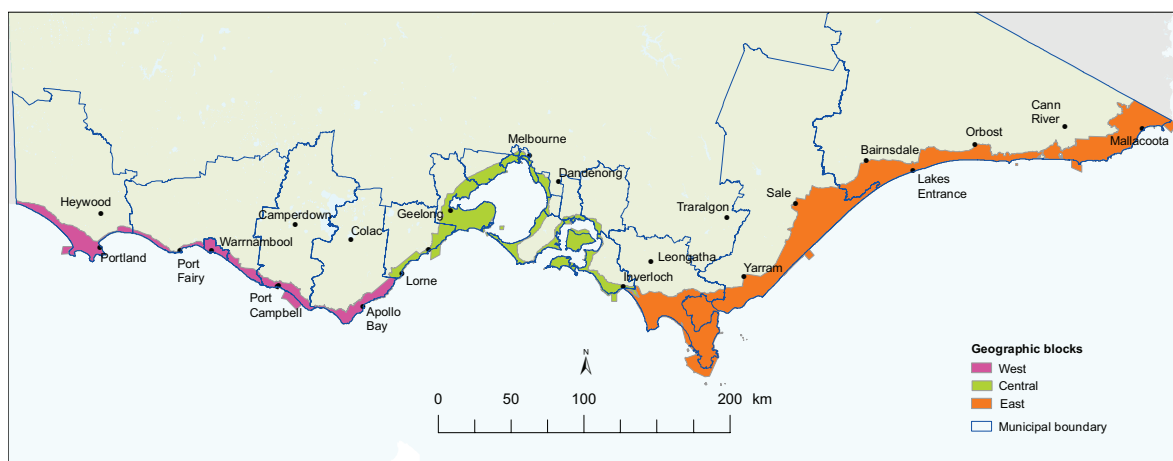 Cann
River
Melbourne
Orbost
Mallacoota
Bairnsdale
Dandenong
Lakes
Entrance
Sale
Heywood
Camperdown
Geelong
Traralgon
Colac
Warrnambool
Portland
Port
Fairy
Leongatha
Lorne
Inverloch
Yarram
Port
Campbell
Apollo
Bay
N
0 50 100 200 km
Geographic blocks
West
Central
East
Municipal boundary